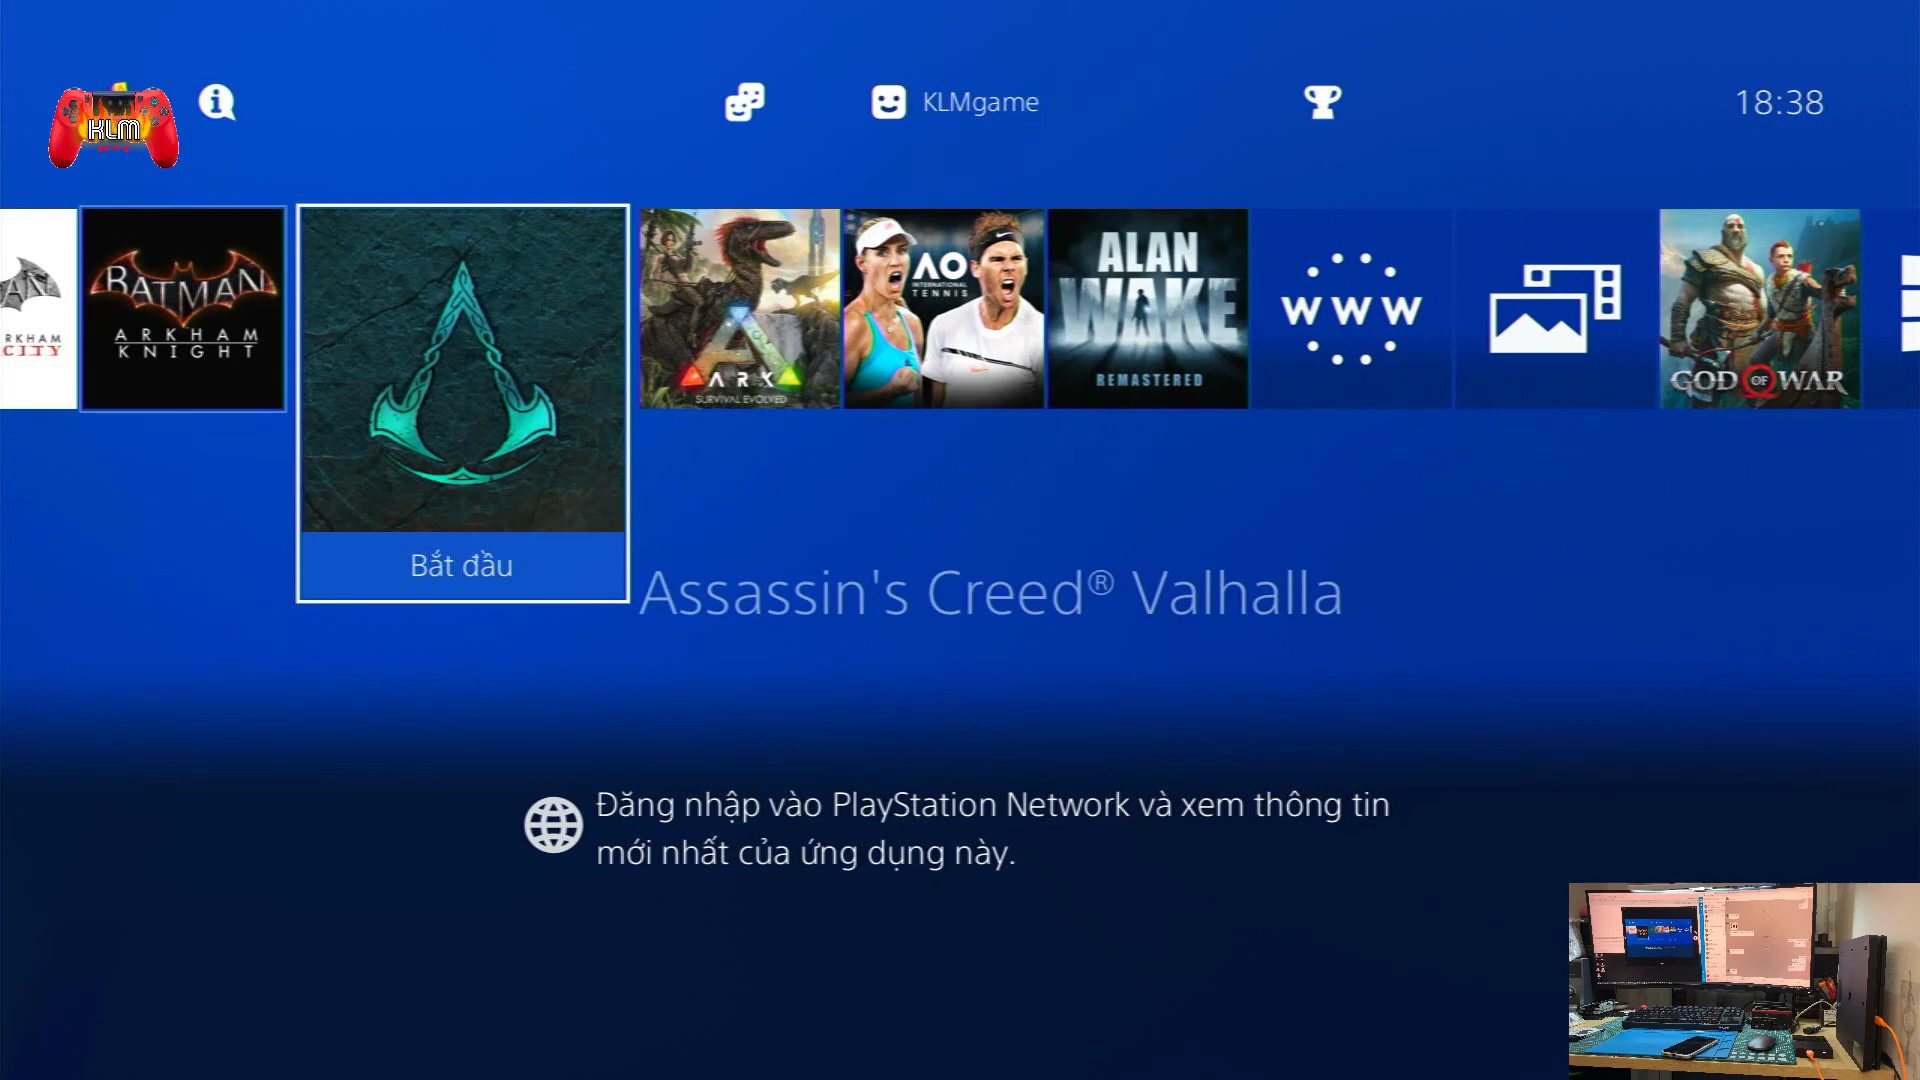 KLM
KLMgame
18:38
RKHAM
CITY
BATMAN
ARKHAM
KNIGHT
ARK
SURVIVAL EVOLVED
AO
INTERNATIONAL
TENNIS
ALAN
WAKE
REMASTERED
WWW
GOD OF WAR
Bắt đầu
Assassin's Creed® Valhalla
Đăng nhập vào PlayStation Network và xem thông tin
mới nhất của ứng dụng này.